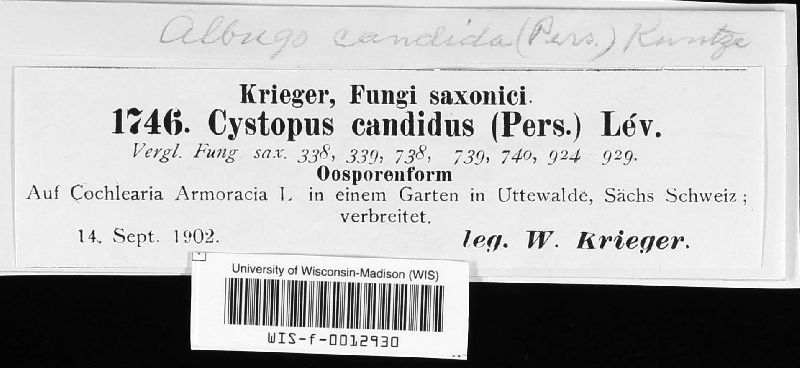 Albugo candida (Pers.) Kuntze
Krieger, Fungi saxonici.
1746. Cystopus candidus (Pers.) Lév.
Vergl. Fung. sax. 338, 339, 738, 739, 740, 924–929.
Oosporenform
Auf Cochlearia Armoracia L. in einem Garten in Uttewalde, Sächs Schweiz;
verbreitet.
14. Sept. 1902. leg. W. Krieger.
University of Wisconsin-Madison (WIS)
WIS-f-0012930